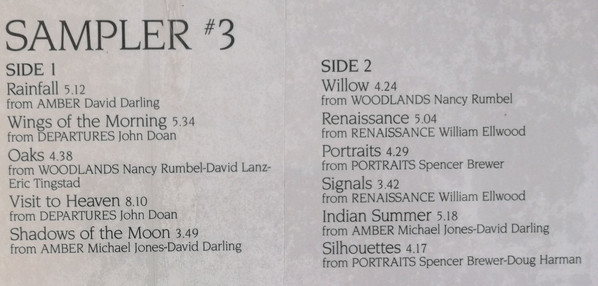 SAMPLER #3
SIDE 1
Rainfall 5.12
from AMBER David Darling
Wings of the Morning 5.34
from DEPARTURES John Doan
Oaks 4.38
from WOODLANDS Nancy Rumbel-David Lanz-
Eric Tingstad
Visit to Heaven 8.10
from DEPARTURES John Doan
Shadows of the Moon 3.49
from AMBER Michael Jones-David Darling
SIDE 2
Willow 4.24
from WOODLANDS Nancy Rumbel
Renaissance 5.04
from RENAISSANCE William Ellwood
Portraits 4.29
from PORTRAITS Spencer Brewer
Signals 3.42
from RENAISSANCE William Ellwood
Indian Summer 5.18
from AMBER Michael Jones-David Darling
Silhouettes 4.17
from PORTRAITS Spencer Brewer-Doug Harman